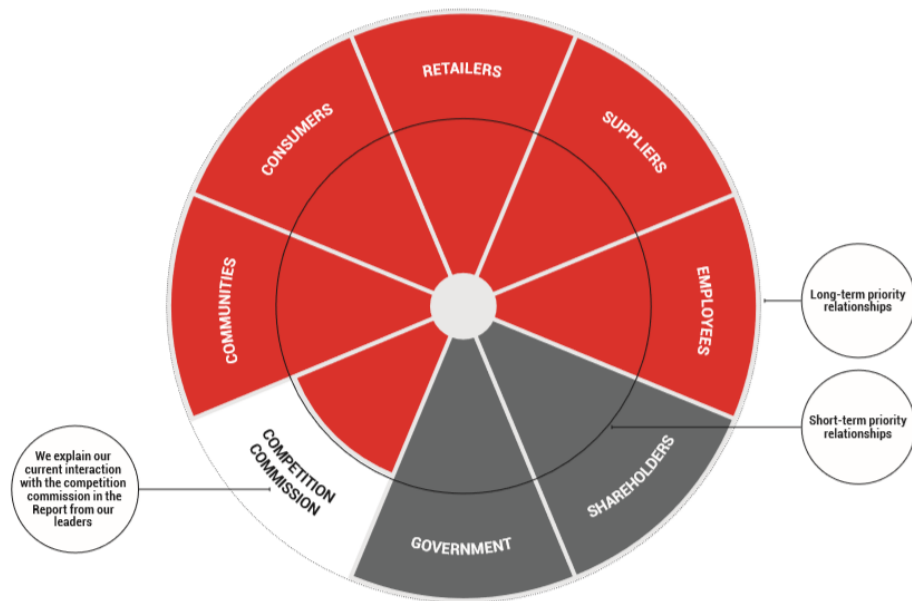 RETAILERS
CONSUMERS
SUPPLIERS
COMMUNITIES
EMPLOYEES
Long-term priority
relationships
Short-term priority
relationships
COMPETITION
COMMISSION
SHAREHOLDERS
GOVERNMENT
We explain our
current interaction
with the competition
commission in the
Report from our
leaders